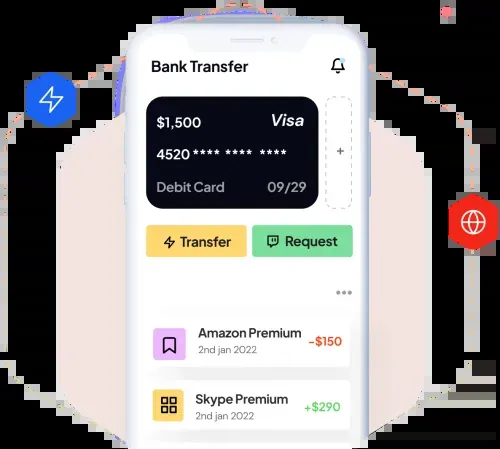 Bank Transfer
$1,500 Visa
4520 **** **** ****
Debit Card 09/29
+
Transfer Request
Amazon Premium -$150
2nd jan 2022
Skype Premium +$290
2nd jan 2022